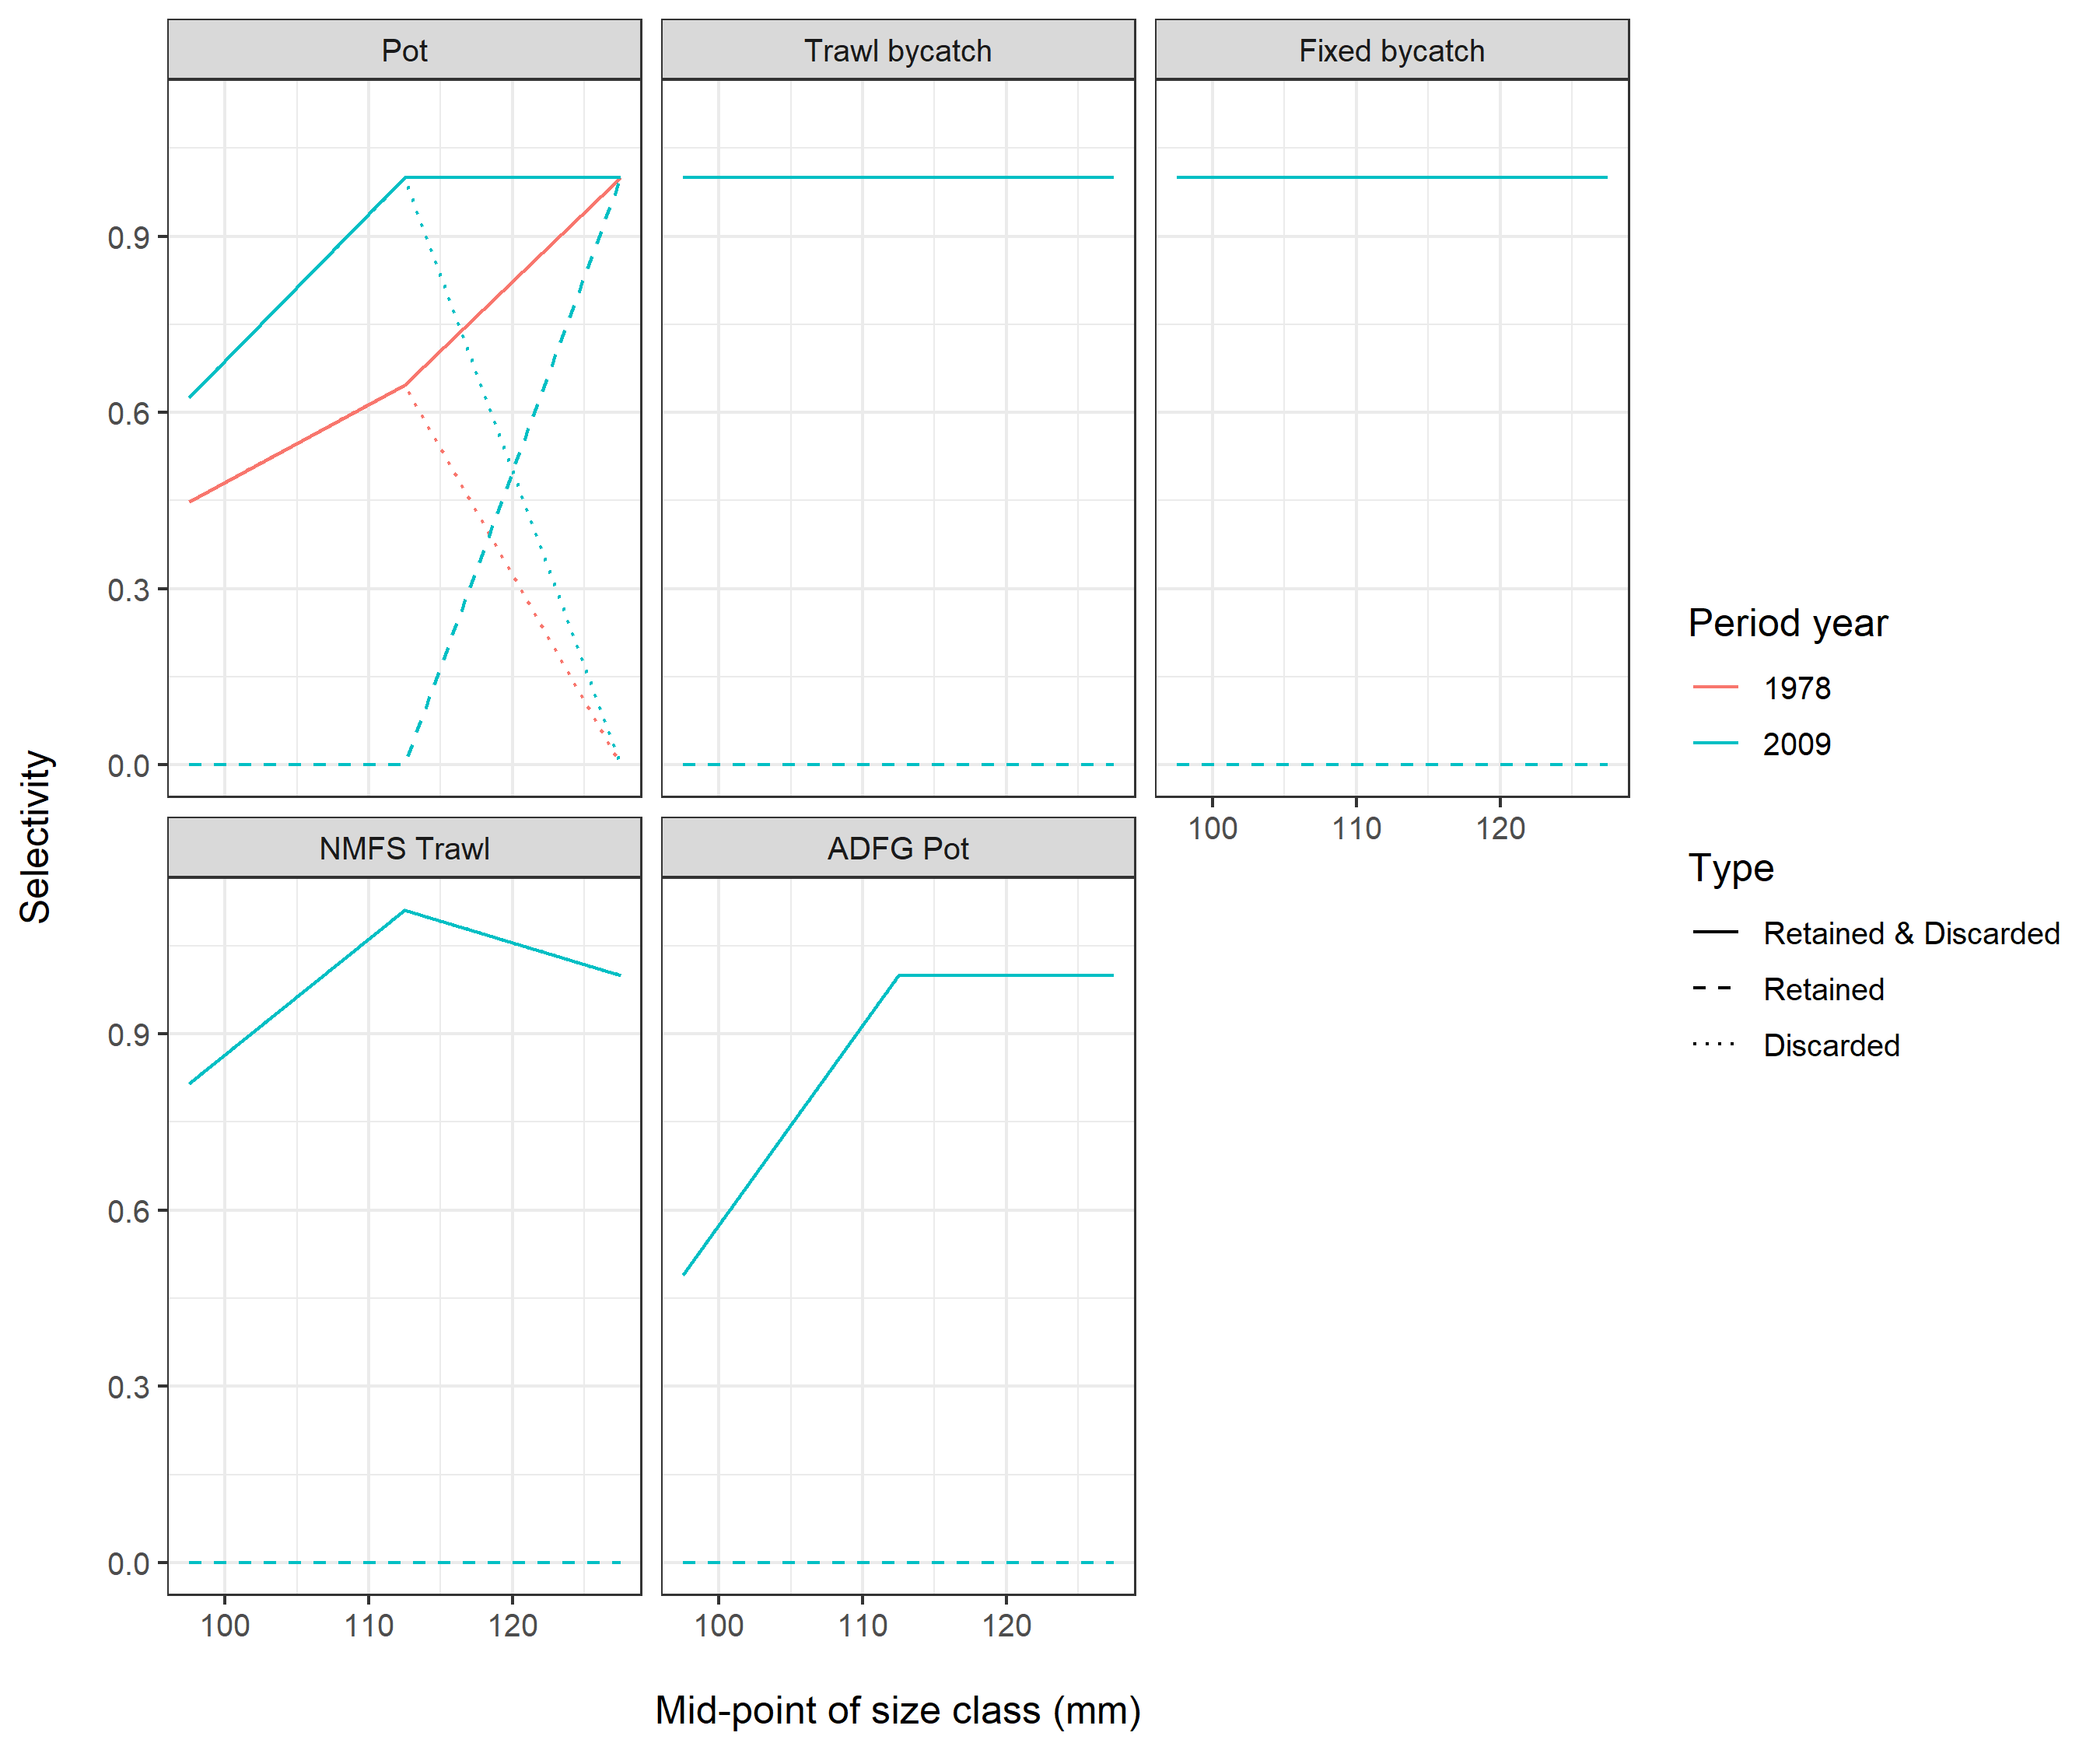 Pot
Trawl bycatch
Fixed bycatch
0.9
0.6
0.3
0.0
100
110
120
Selectivity
NMFS Trawl
ADFG Pot
0.9
0.6
0.3
0.0
100
110
120
100
110
120
Mid-point of size class (mm)
Period year
1978
2009
Type
Retained & Discarded
Retained
Discarded